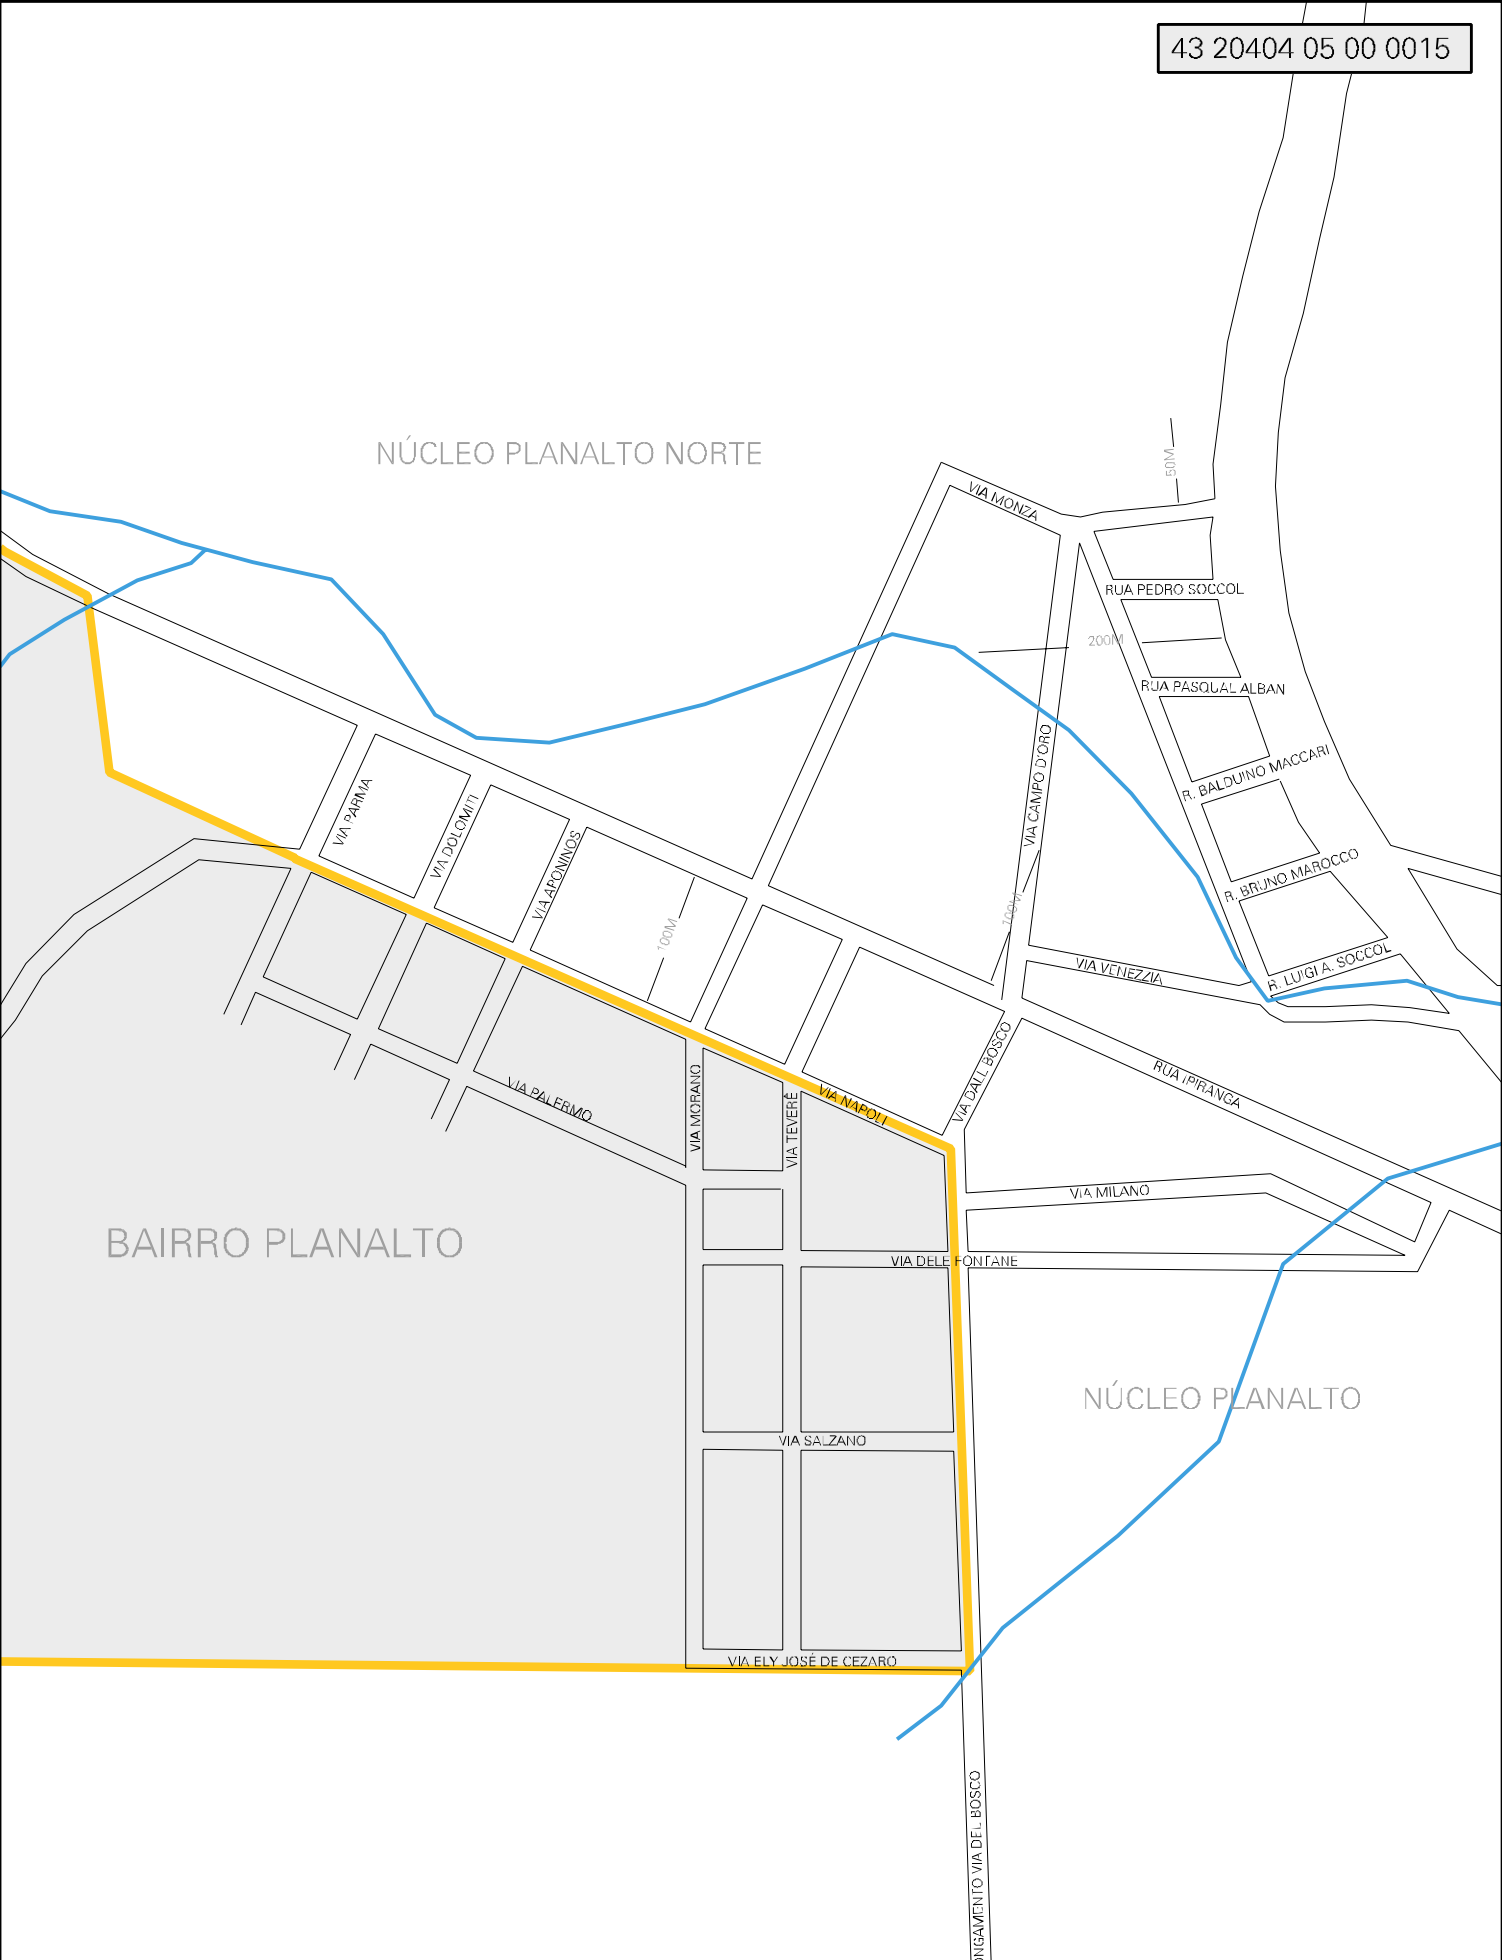 43 20404 05 00 0015
NÚCLEO PLANALTO NORTE
50M
VIA MONZA
RUA PEDRO SOCCOL
200M
RUA PASQUAL ALBAN
R. BALDUINO MACCARI
VIA CAMPO D'ORO
VIA PARMA
VIA DOLOMITI
VIA APONINOS
R. BRUNO MAROCCO
100M
100M
R. LUIGI A. SOCCOL
VIA VENEZZIA
VIA DALL BOSCO
RUA IPIRANGA
VIA PALERMO
VIA MORANO
VIA TEVERE
VIA NAPOLI
VIA MILANO
BAIRRO PLANALTO
VIA DELE FONTANE
NÚCLEO PLANALTO
VIA SALZANO
VIA ELY JOSÉ DE CEZARO
ONGAMENTO VIA DEL BOSCO